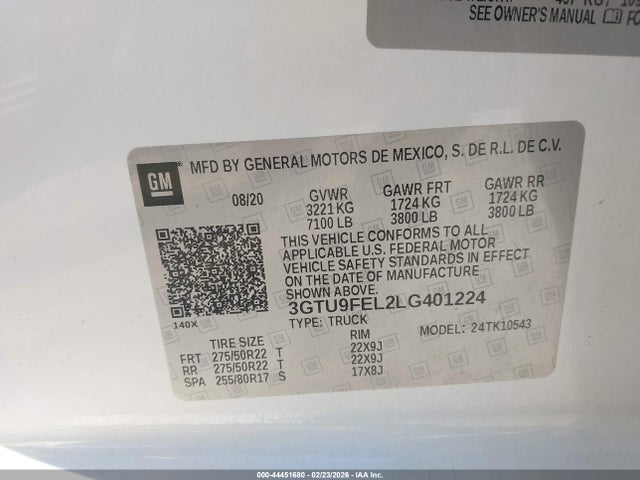 SEE OWNER'S MANUAL
GM
MFD BY GENERAL MOTORS DE MEXICO, S. DE R.L. DE C.V.
08/20
GVWR GAWR FRT GAWR RR
3221 KG 1724 KG 1724 KG
7100 LB 3800 LB 3800 LB
THIS VEHICLE CONFORMS TO ALL
APPLICABLE U.S. FEDERAL MOTOR
VEHICLE SAFETY STANDARDS IN EFFECT
ON THE DATE OF MANUFACTURE
SHOWN ABOVE.
3GTU9FEL2LG401224
140X
TYPE: TRUCK MODEL: 24TK10543
TIRE SIZE RIM
FRT 275/50R22 T 22X9J
RR 275/50R22 T 22X9J
SPA 255/80R17 S 17X8J
000-44451680 - 02/23/2026 - IAA Inc.